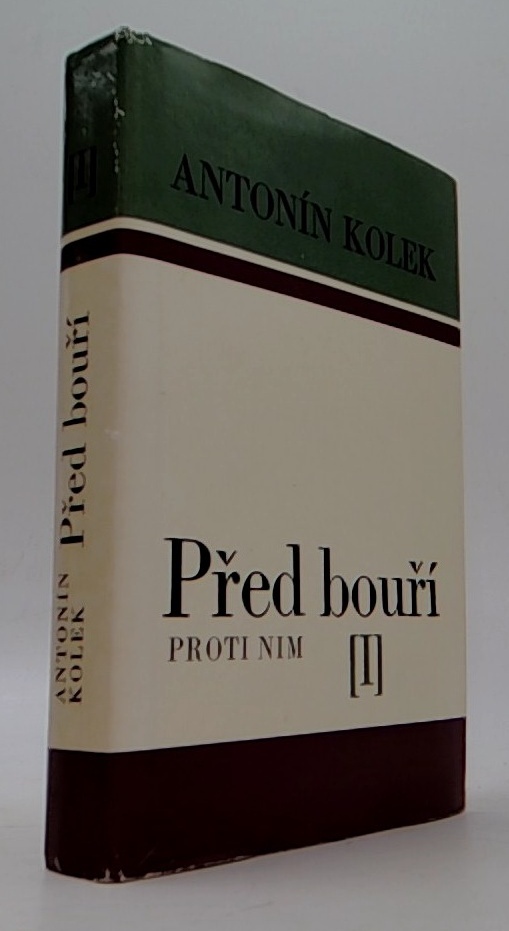 ANTONÍN KOLEK
Před bouří
PROTI NIM
[I]
[I]
Před bouří
ANTONÍN
KOLEK